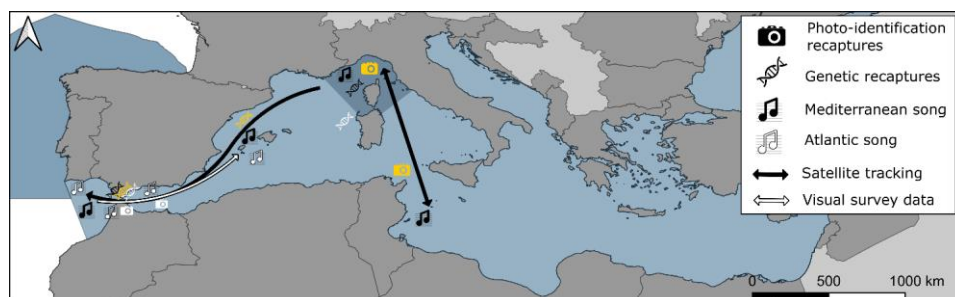 Photo-identification
recaptures
Genetic recaptures
Mediterranean song
Atlantic song
Satellite tracking
Visual survey data
0 500 1000 km